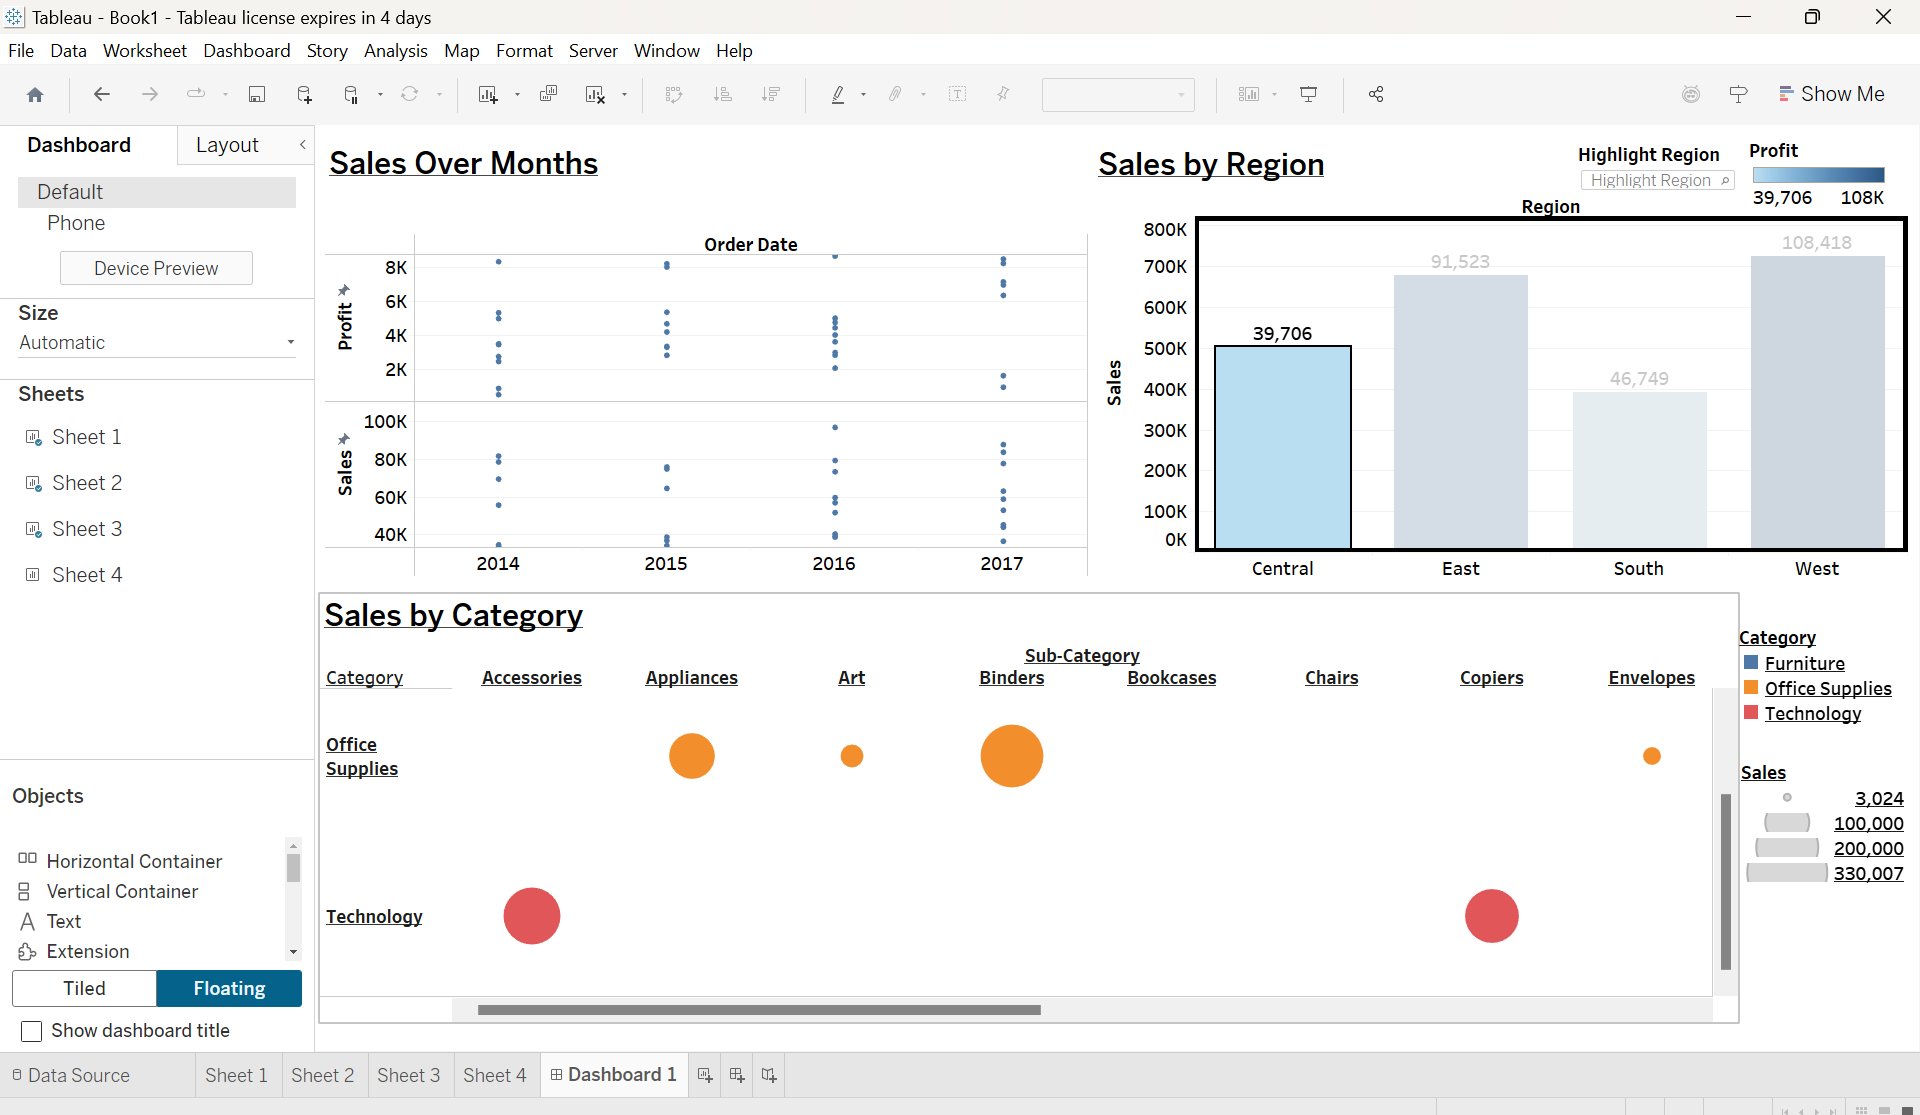 Tableau - Book1 - Tableau license expires in 4 days
File Data Worksheet Dashboard Story Analysis Map Format Server Window Help
Show Me
Dashboard Layout
Default
Phone
Device Preview
Size
Automatic
Sheets
Sheet 1
Sheet 2
Sheet 3
Sheet 4
Objects
Horizontal Container
Vertical Container
Text
Extension
Tiled Floating
Show dashboard title
Sales Over Months
Order Date
Profit
8K
6K
4K
2K
Sales
100K
80K
60K
40K
2014 2015 2016 2017
Sales by Region
Highlight Region
Highlight Region
Profit
39,706 108K
Region
Sales
800K
700K
600K
500K
400K
300K
200K
100K
0K
39,706
91,523
46,749
108,418
Central East South West
Sales by Category
Sub-Category
Category Accessories Appliances Art Binders Bookcases Chairs Copiers Envelopes
Office
Supplies
Technology
Category
Furniture
Office Supplies
Technology
Sales
3,024
100,000
200,000
330,007
Data Source Sheet 1 Sheet 2 Sheet 3 Sheet 4 Dashboard 1